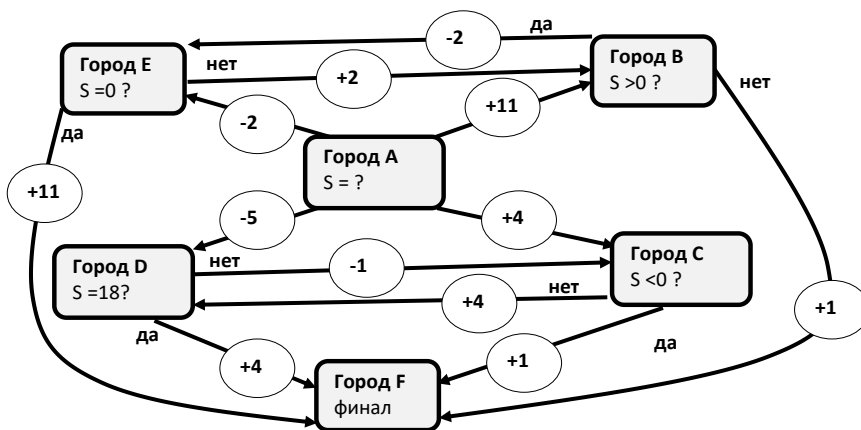 да
-2
Город E
S =0 ?
нет
+2
Город B
S >0 ?
нет
-2
+11
да
Город A
S = ?
+11
-5
+4
Город D
S =18?
нет
-1
Город C
S <0 ?
+4
нет
+1
да
да
+4
+1
Город F
финал